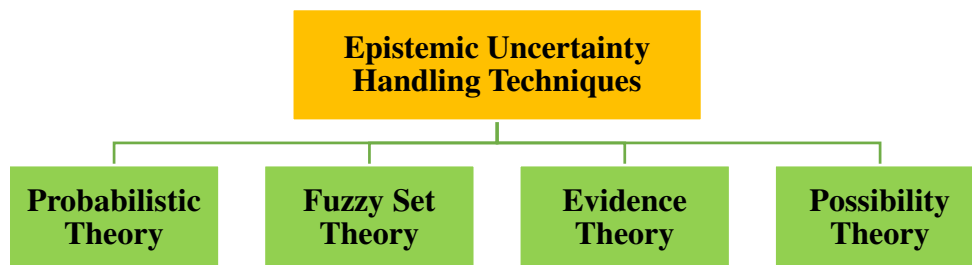 Epistemic Uncertainty
Handling Techniques
Probabilistic
Theory
Fuzzy Set
Theory
Evidence
Theory
Possibility
Theory